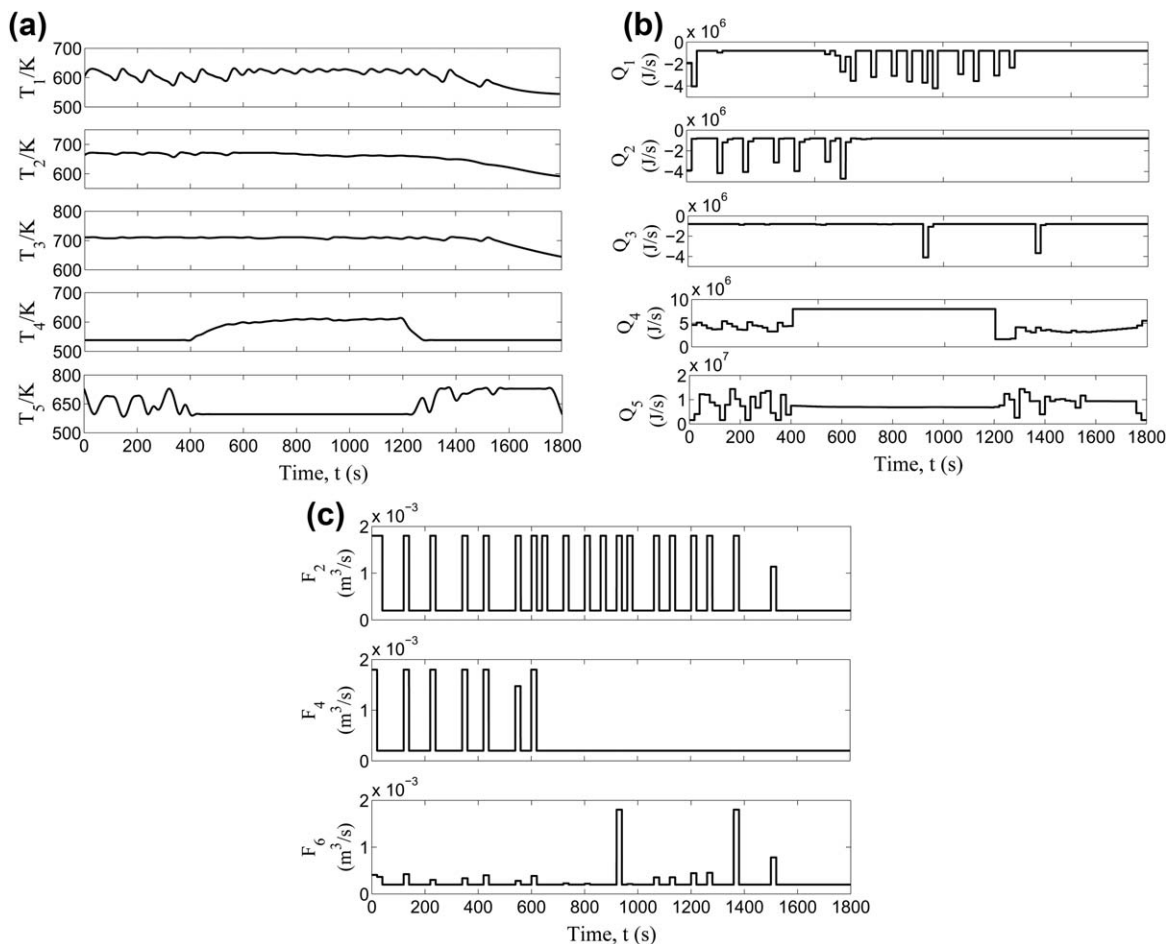 (a)
700
600
500
T1/K
700
600
T2/K
800
700
600
T3/K
700
600
500
T4/K
800
650
500
T5/K
0 200 400 600 800 1000 1200 1400 1600 1800
Time, t (s)
(b)
x 10^6
0
−2
−4
Q1
(J/s)
x 10^6
0
−2
−4
Q2
(J/s)
x 10^6
0
−2
−4
Q3
(J/s)
x 10^6
10
5
0
Q4
(J/s)
x 10^7
2
1
0
Q5
(J/s)
0 200 400 600 800 1000 1200 1400 1600 1800
Time, t (s)
(c)
x 10^−3
2
1
0
F2
(m^3/s)
x 10^−3
2
1
0
F4
(m^3/s)
x 10^−3
2
1
0
F6
(m^3/s)
0 200 400 600 800 1000 1200 1400 1600 1800
Time, t (s)